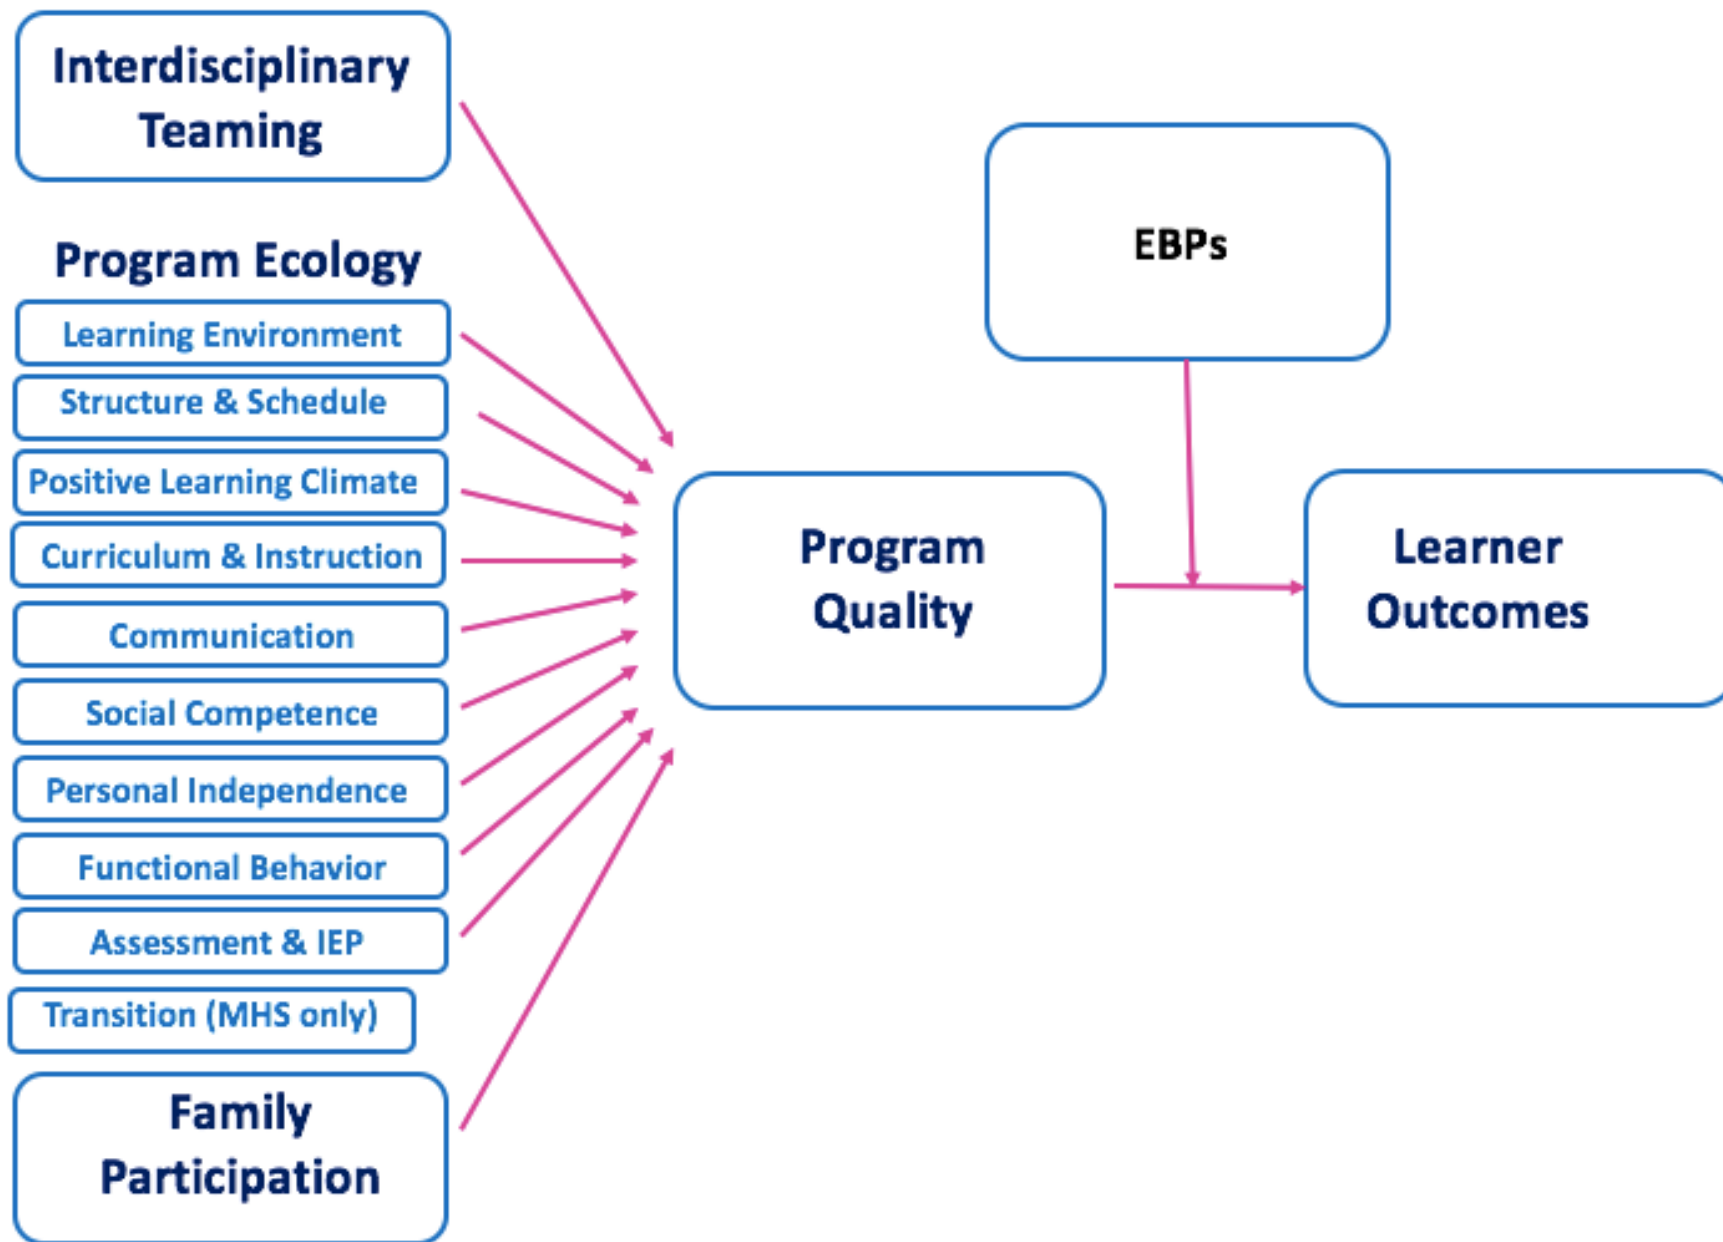 Interdisciplinary
Teaming
Program Ecology
Learning Environment
Structure & Schedule
Positive Learning Climate
Curriculum & Instruction
Communication
Social Competence
Personal Independence
Functional Behavior
Assessment & IEP
Transition (MHS only)
Family
Participation
Program
Quality
EBPs
Learner
Outcomes